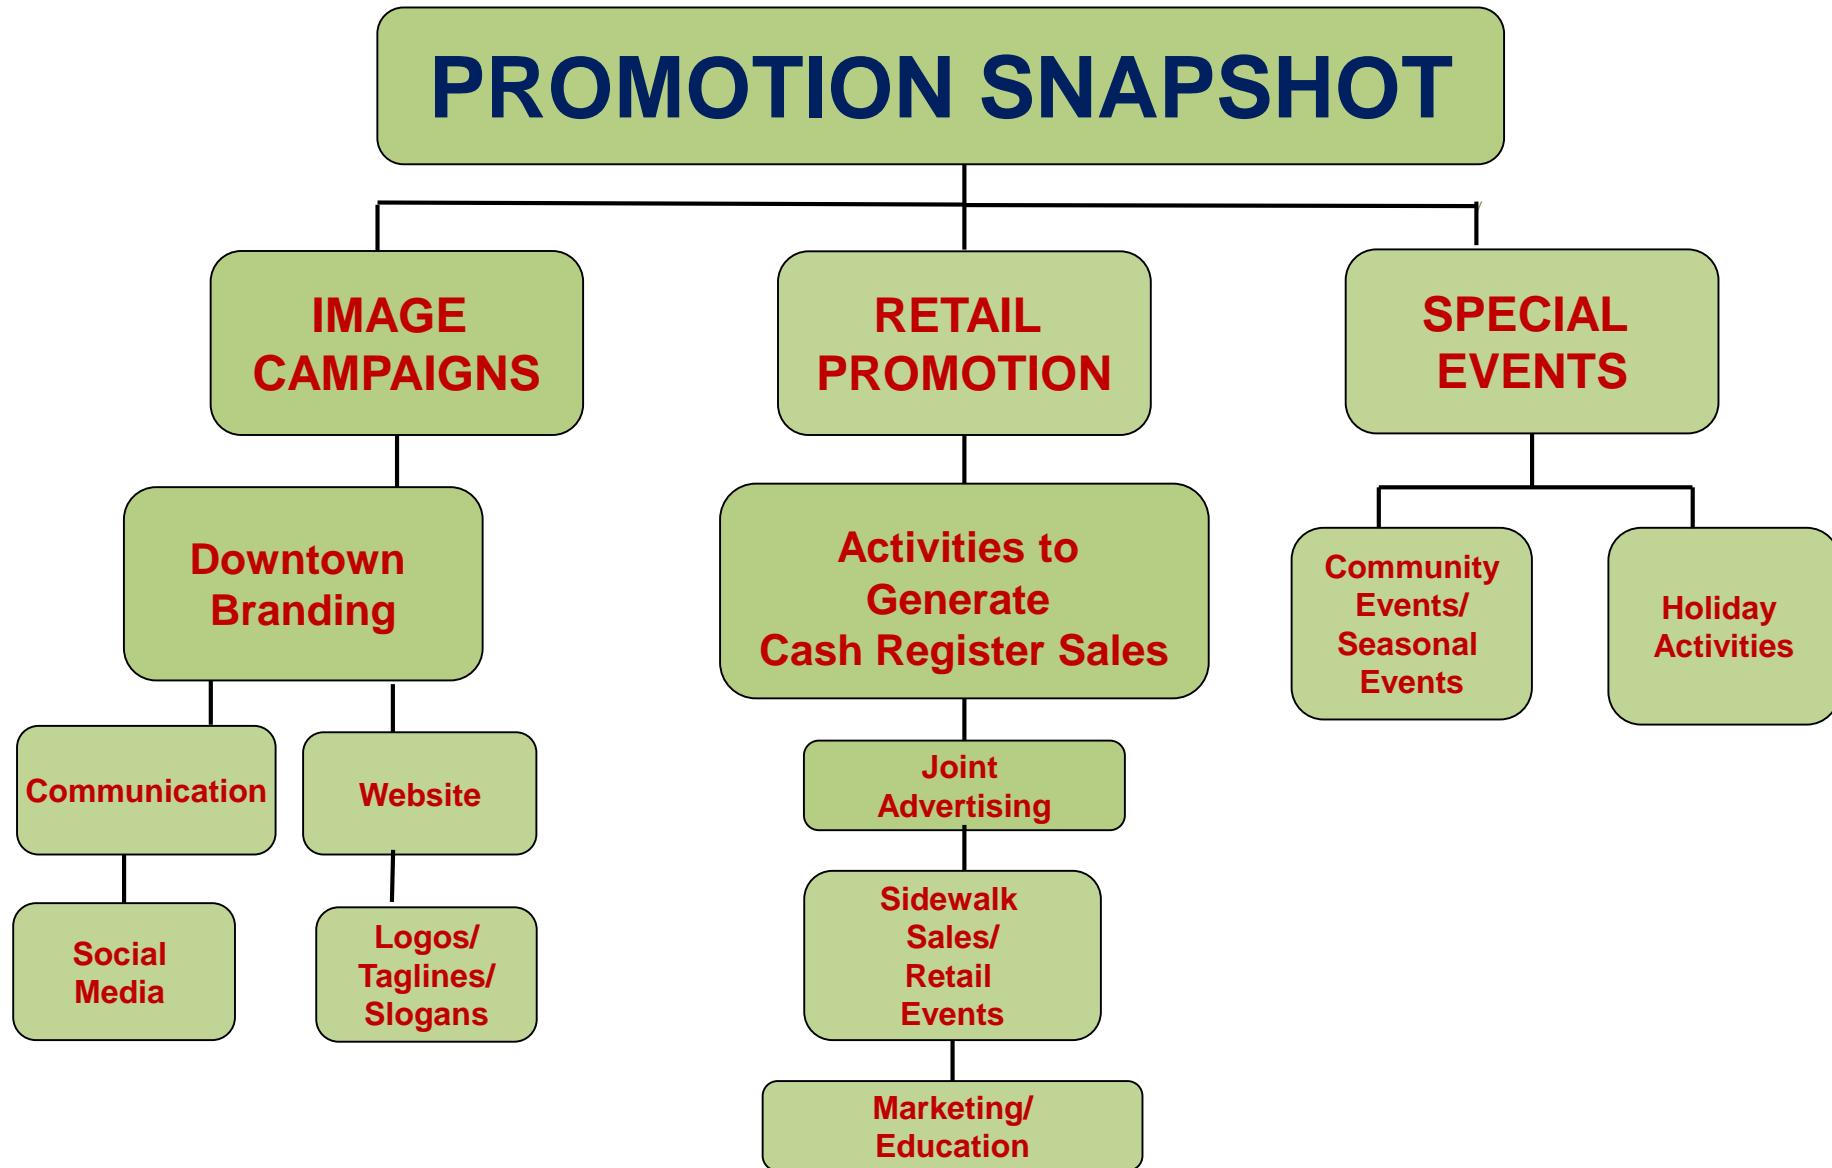 PROMOTION SNAPSHOT
IMAGE
CAMPAIGNS
RETAIL
PROMOTION
SPECIAL
EVENTS
Downtown
Branding
Activities to
Generate
Cash Register Sales
Community
Events/
Seasonal
Events
Holiday
Activities
Communication
Website
Joint
Advertising
Social
Media
Logos/
Taglines/
Slogans
Sidewalk
Sales/
Retail
Events
Marketing/
Education